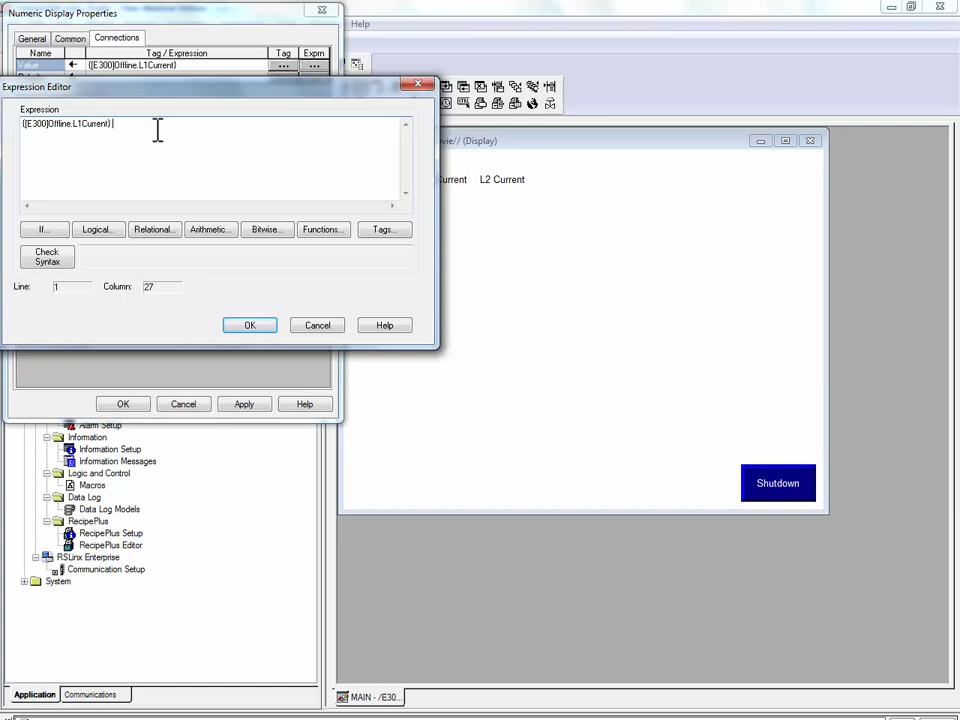 Numeric Display Properties
Help
General Common Connections
Name Tag / Expression Tag Exprn
Value {[E300]Offline.L1Current} ... ...
Expression Editor
Expression
{[E300]Offline.L1Current}
If... Logical... Relational... Arithmetic... Bitwise... Functions... Tags...
Check
Syntax
Line: 1 Column: 27
OK Cancel Help
(Display)
L2 Current
OK Cancel Apply Help
Alarm Setup
Information
Information Setup
Information Messages
Logic and Control
Macros
Data Log
Data Log Models
RecipePlus
RecipePlus Setup
RecipePlus Editor
RSLinx Enterprise
Communication Setup
System
Shutdown
Application Communications
MAIN - /E30...